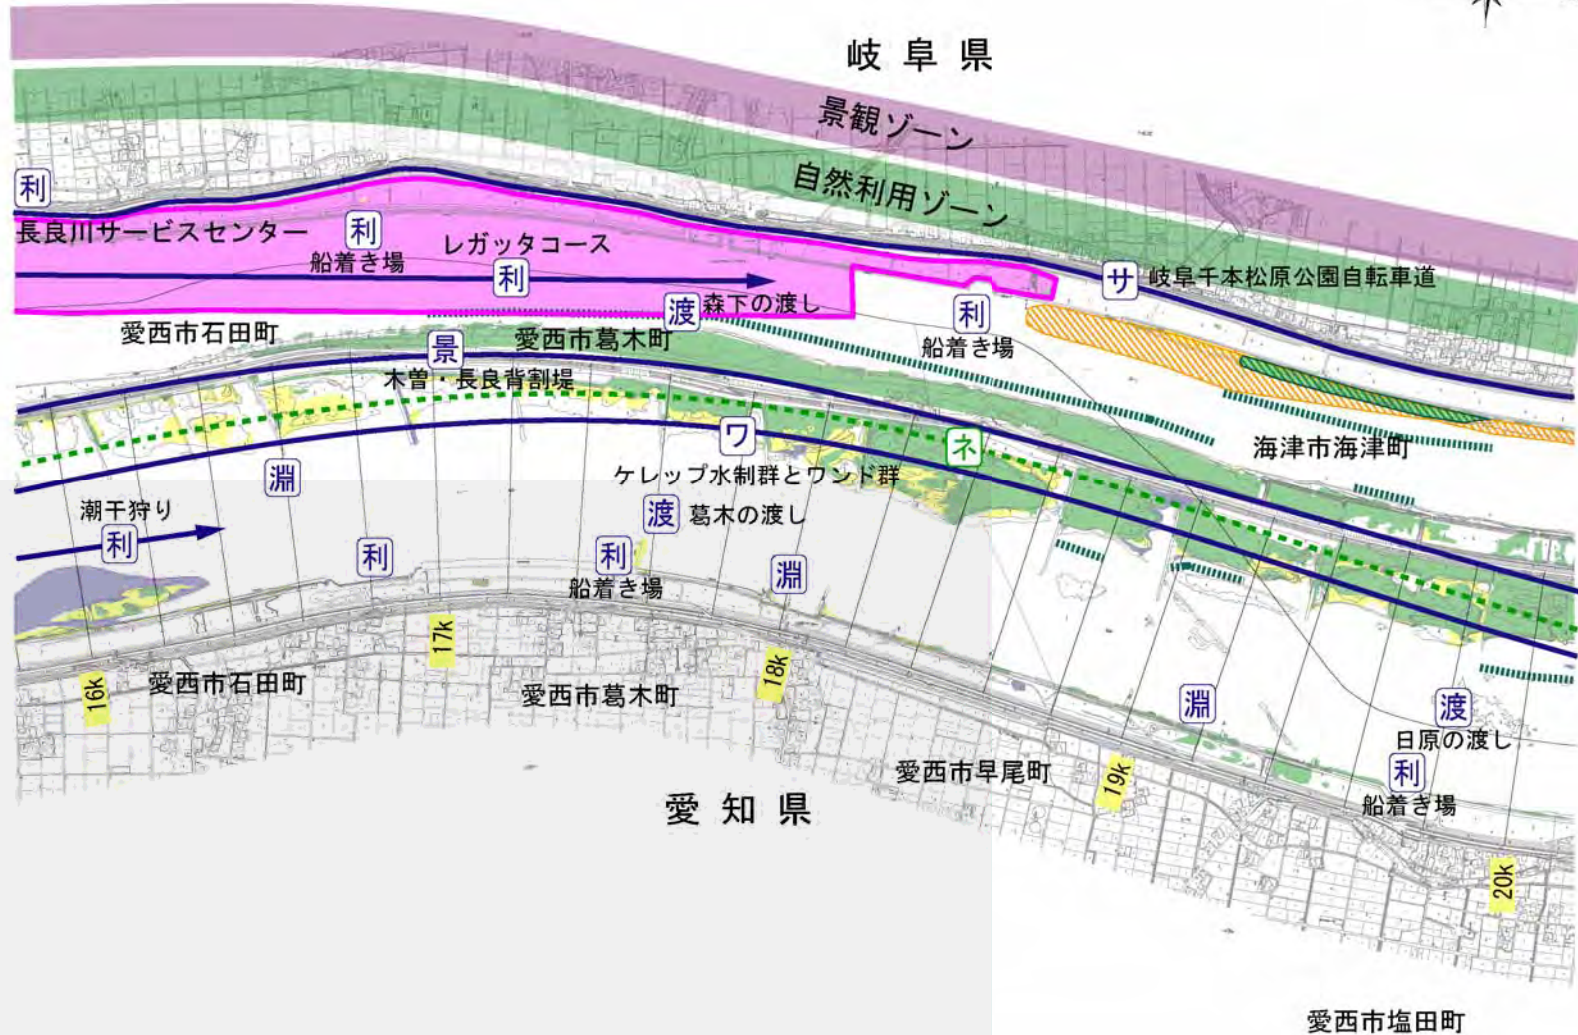 岐阜県
景観ゾーン
自然利用ゾーン
利
長良川サービスセンター
利
船着き場
レガッタコース
利
サ
岐阜千本松原公園自転車道
渡
森下の渡し
利
船着き場
愛西市石田町
景
愛西市葛木町
木曽・長良背割堤
海津市海津町
ワ
ネ
ケレップ水制群とワンド群
淵
潮干狩り
利
渡
葛木の渡し
利
利
船着き場
淵
16k
17k
18k
19k
20k
愛西市石田町
愛西市葛木町
淵
渡
日原の渡し
愛西市早尾町
利
船着き場
愛知県
愛西市塩田町